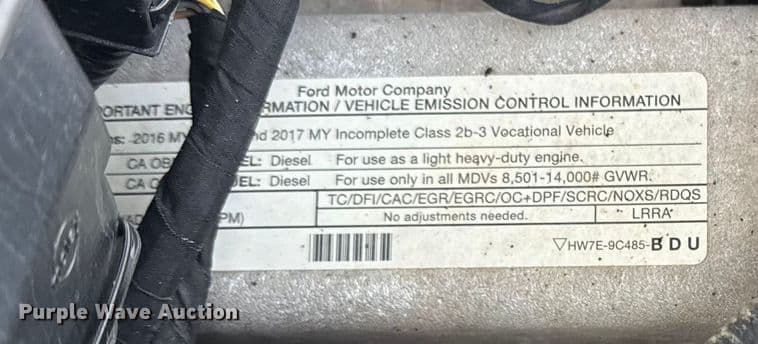 Ford Motor Company
ORTANT ENG RMATION / VEHICLE EMISSION CONTROL INFORMATION
ns: 2016 MY nd 2017 MY Incomplete Class 2b-3 Vocational Vehicle
CA OB EL: Diesel For use as a light heavy-duty engine.
CA EL: Diesel For use only in all MDVs 8,501-14,000# GVWR.
TC/DFI/CAC/EGR/EGRC/OC+DPF/SCRC/NOXS/RDQS
PM) No adjustments needed. LRRA
▽HW7E-9C485-BDU
Purple Wave Auction